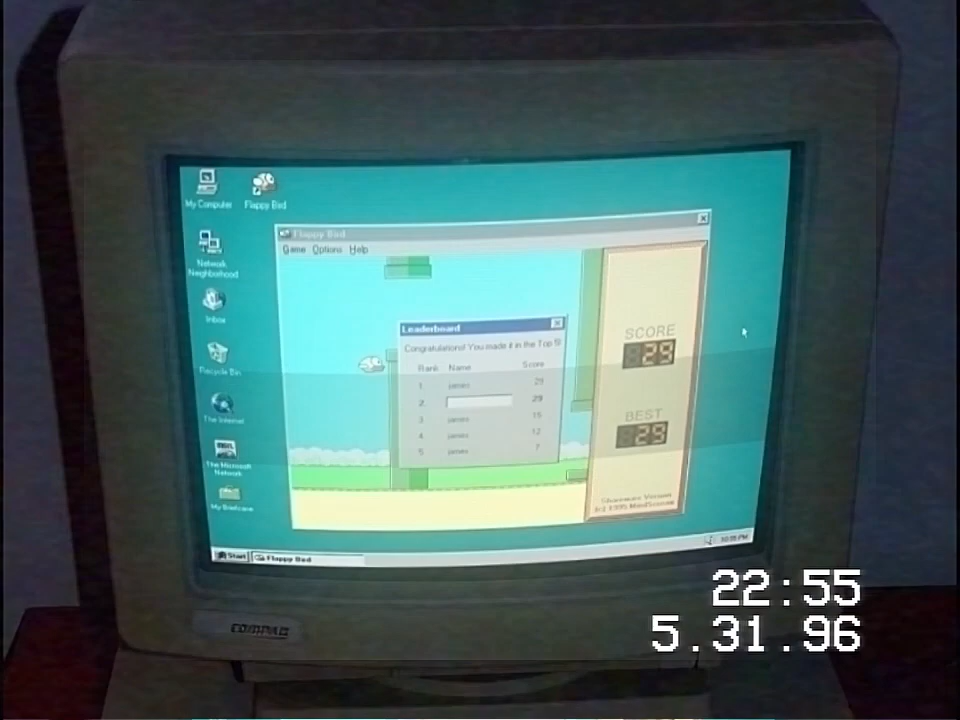 My Computer
Flappy Bird
Network Neighborhood
Inbox
Recycle Bin
The Internet
The Microsoft Network
My Briefcase
Flappy Bird
Game Options Help
Leaderboard
Congratulations! You made it in the Top 5!
Rank Name Score
1. james 29
2. 29
3. james 15
4. james 12
5. james 7
SCORE
29
BEST
29
Shareware Version
Start
Flappy Bird
COMPAQ
22:55
5.31.96